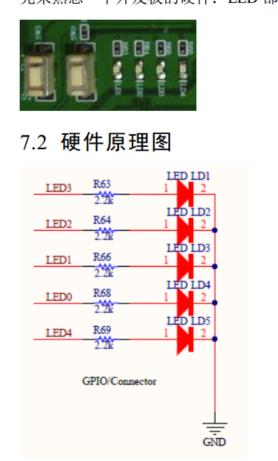 7.2 硬件原理图
LED LD1
LED3 R63 1 2
2.2k
LED LD2
LED2 R64 1 2
2.2k
LED LD3
LED1 R66 1 2
2.2k
LED LD4
LED0 R68 1 2
2.2k
LED LD5
LED4 R69 1 2
2.2k
GPIO/Connector
GND